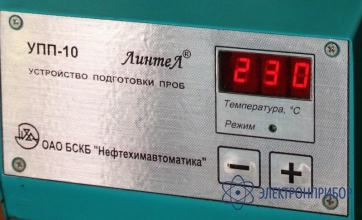 УПП-10 Линтел®
УСТРОЙСТВО ПОДГОТОВКИ ПРОБ
230
Температура, °С
Режим
ОАО БСКБ "Нефтехимавтоматика"
− +
ЭЛЕКТРОНПРИБОР